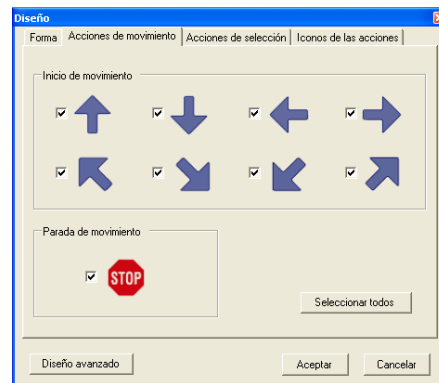 Diseño
Forma Acciones de movimiento Acciones de selección Iconos de las acciones
Inicio de movimiento
Parada de movimiento
STOP
Seleccionar todos
Diseño avanzado Aceptar Cancelar